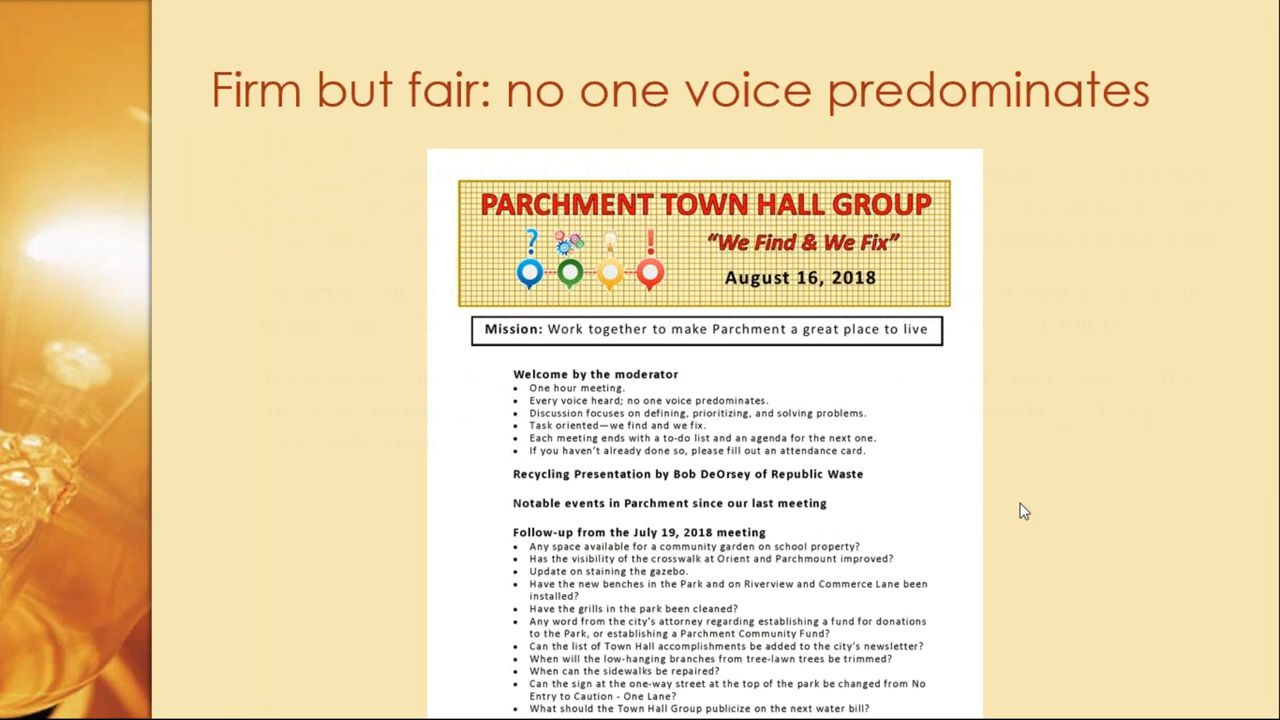 Firm but fair: no one voice predominates
PARCHMENT TOWN HALL GROUP
"We Find & We Fix"
August 16, 2018
Mission: Work together to make Parchment a great place to live
Welcome by the moderator
• One hour meeting.
• Every voice heard; no one voice predominates.
• Discussion focuses on defining, prioritizing, and solving problems.
• Task oriented—we find and we fix.
• Each meeting ends with a to-do list and an agenda for the next one.
• If you haven't already done so, please fill out an attendance card.
Recycling Presentation by Bob DeOrsey of Republic Waste
Notable events in Parchment since our last meeting
Follow-up from the July 19, 2018 meeting
• Any space available for a community garden on school property?
• Has the visibility of the crosswalk at Orient and Parchmount improved?
• Update on staining the gazebo.
• Have the new benches in the Park and on Riverview and Commerce Lane been
installed?
• Have the grills in the park been cleaned?
• Any word from the city's attorney regarding establishing a fund for donations
to the Park, or establishing a Parchment Community Fund?
• Can the list of Town Hall accomplishments be added to the city's newsletter?
• When will the low-hanging branches from tree-lawn trees be trimmed?
• When can the sidewalks be repaired?
• Can the sign at the one-way street at the top of the park be changed from No
Entry to Caution - One Lane?
• What should the Town Hall Group publicize on the next water bill?